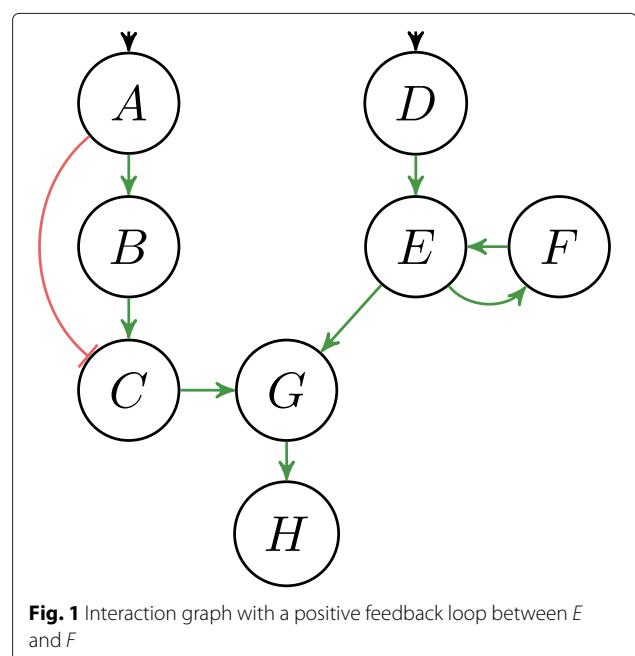 A D
B E F
C G
H
Fig. 1 Interaction graph with a positive feedback loop between E
and F